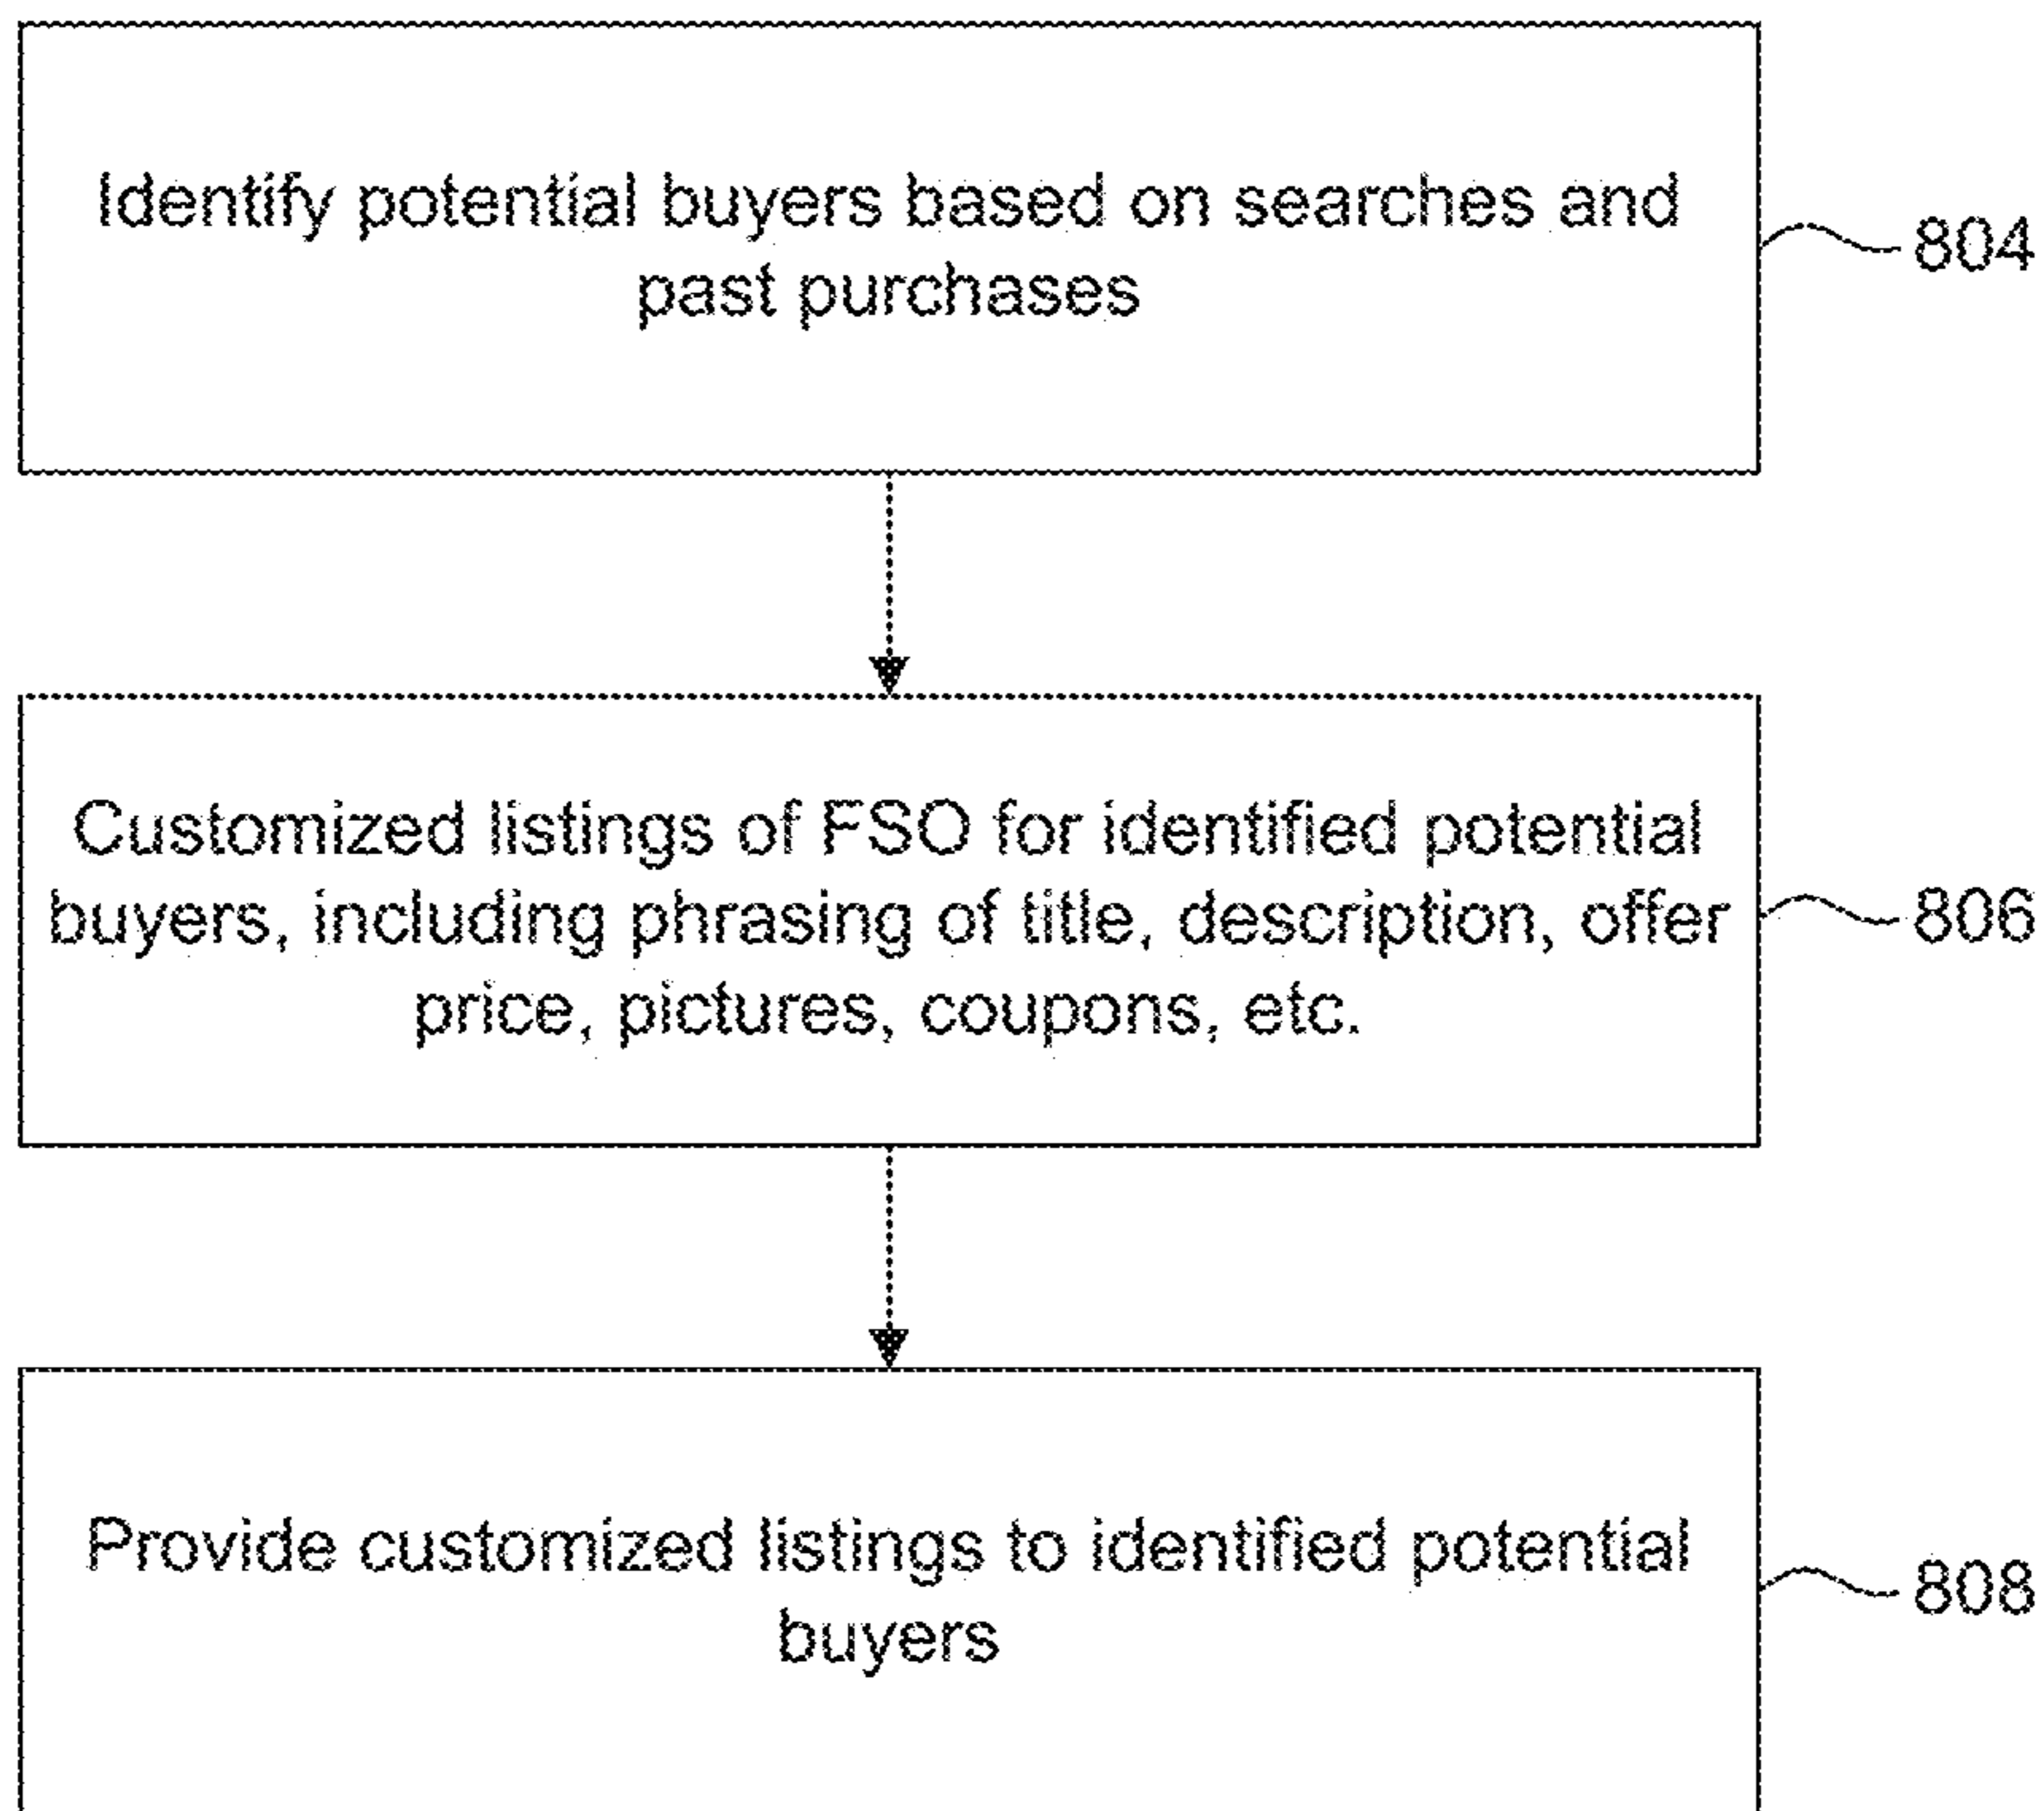 Identify potential buyers based on searches and
past purchases
804
Customized listings of FSO for identified potential
buyers, including phrasing of title, description, offer
price, pictures, coupons, etc.
806
Provide customized listings to identified potential
buyers
808